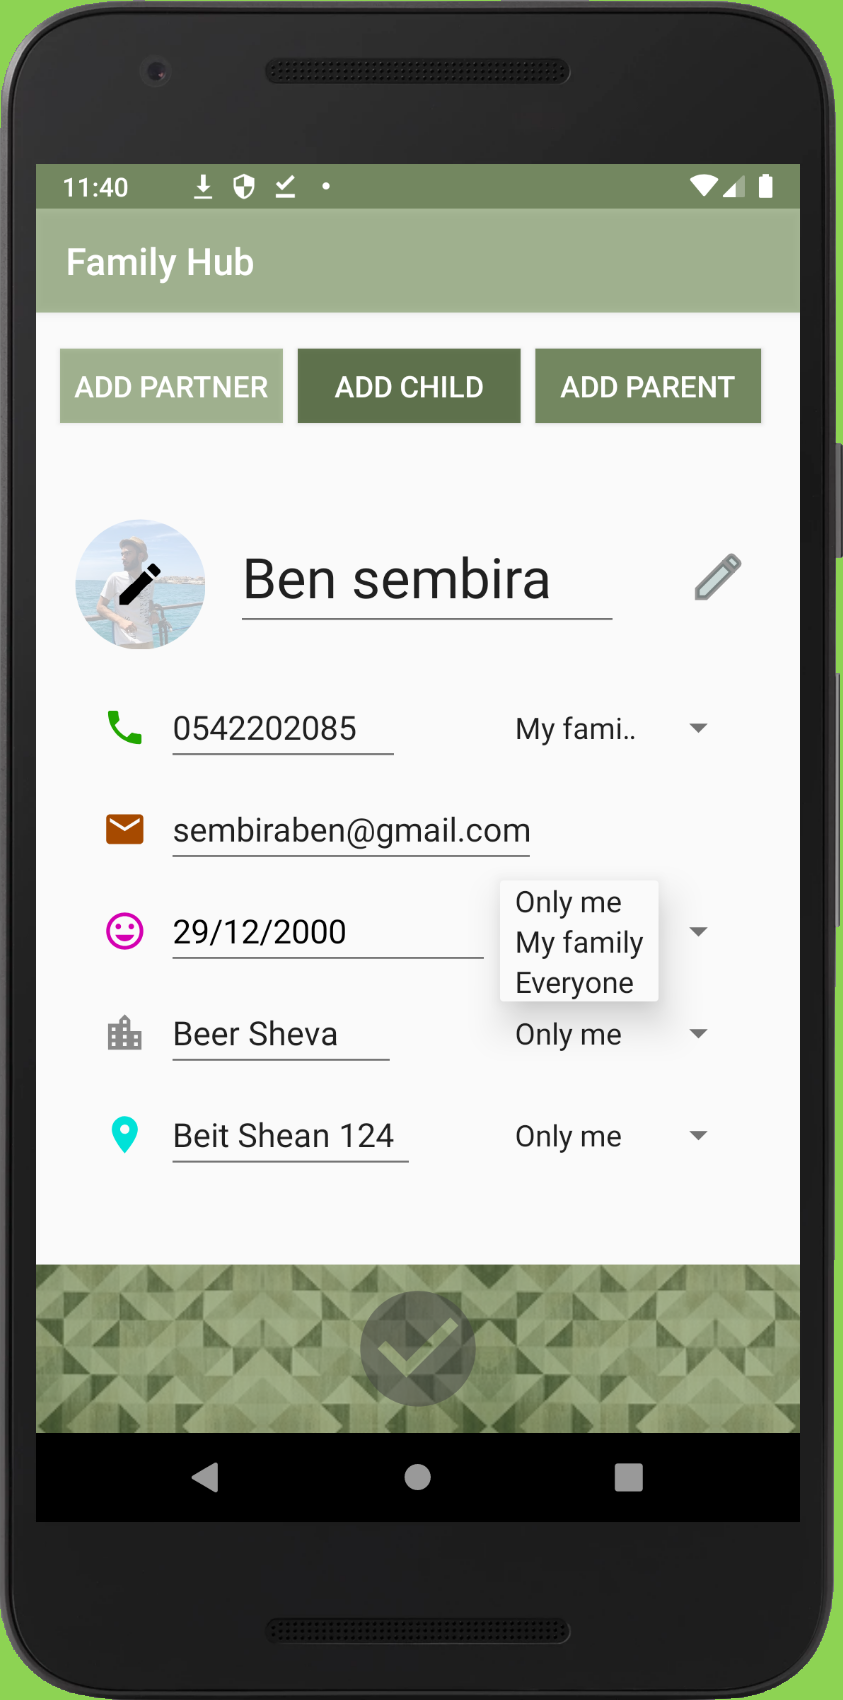 11:40
Family Hub
ADD PARTNER ADD CHILD ADD PARENT
Ben sembira
0542202085 My fami..
sembiraben@gmail.com
29/12/2000
Only me
My family
Everyone
Beer Sheva Only me
Beit Shean 124 Only me